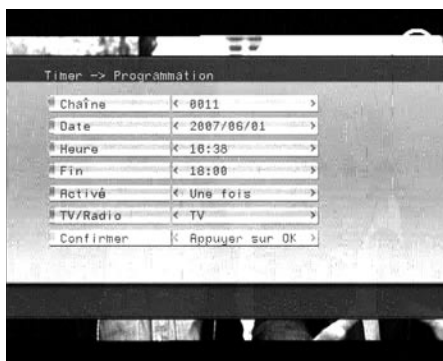 Timer -> Programmation
Chaîne < 0011 >
Date < 2007/06/01 >
Heure < 16:38 >
Fin < 18:00 >
Activé < Une fois >
TV/Radio < TV >
Confirmer < Appuyer sur OK >